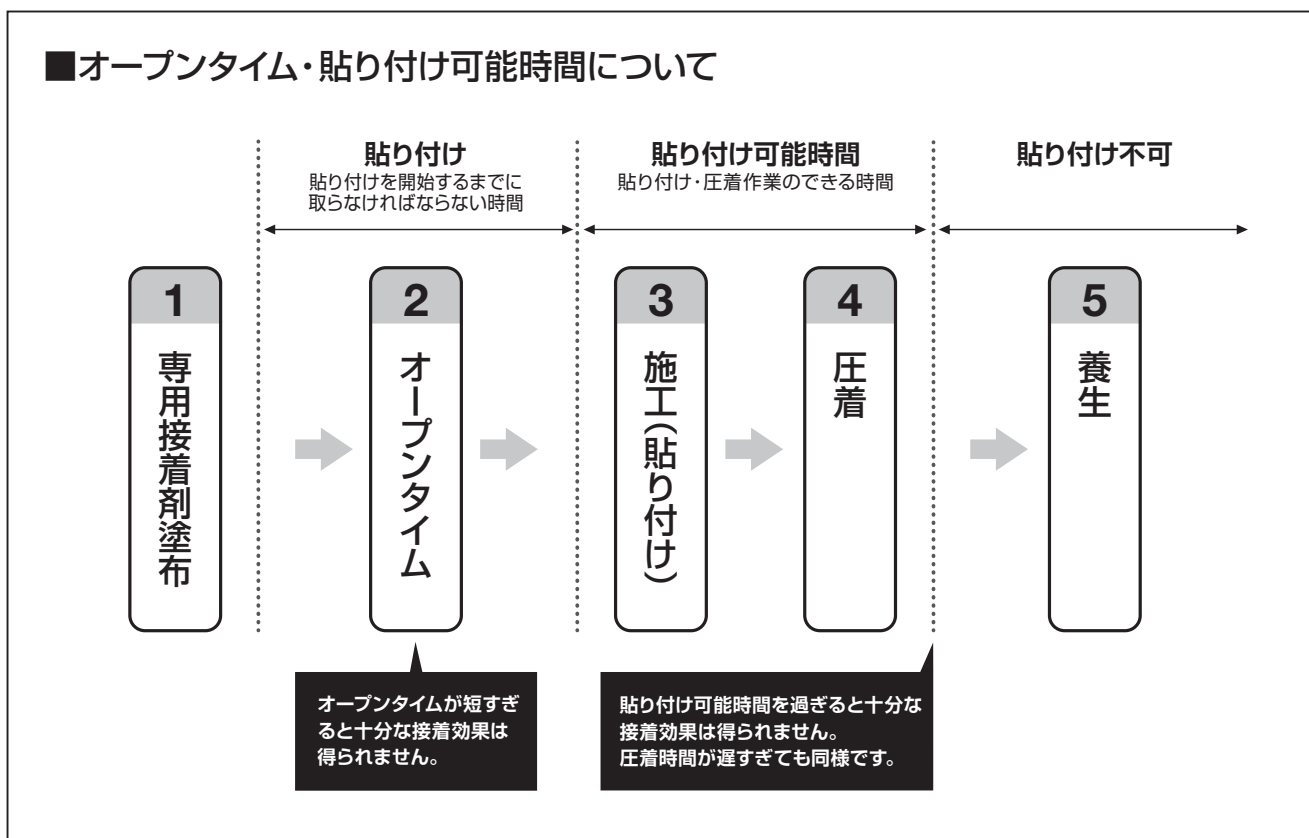 ■オープンタイム・貼り付け可能時間について
貼り付け
貼り付けを開始するまでに
取らなければならない時間
貼り付け可能時間
貼り付け・圧着作業のできる時間
貼り付け不可
1
専用接着剤塗布
2
オープンタイム
3
施工(貼り付け)
4
圧着
5
養生
オープンタイムが短すぎ
ると十分な接着効果は
得られません。
貼り付け可能時間を過ぎると十分な
接着効果は得られません。
圧着時間が遅すぎても同様です。